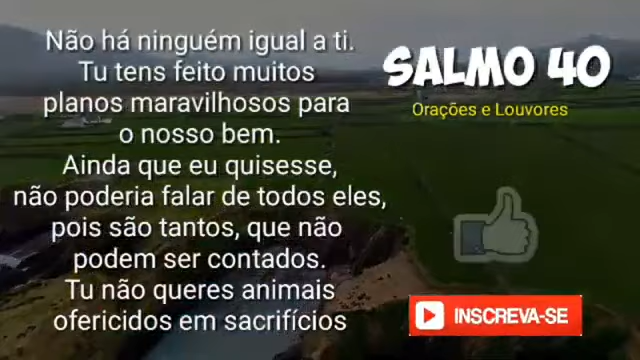 Não há ninguém igual a ti.
Tu tens feito muitos
planos maravilhosos para
o nosso bem.
Ainda que eu quisesse,
não poderia falar de todos eles,
pois são tantos, que não
podem ser contados.
Tu não queres animais
ofericidos em sacrifícios
SALMO 40
Orações e Louvores
INSCREVA-SE